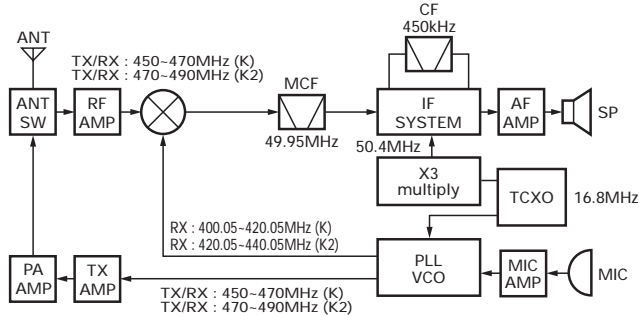 CF
450kHz
ANT
TX/RX : 450~470MHz (K)
TX/RX : 470~490MHz (K2)
MCF
ANT
SW
RF
AMP
IF
SYSTEM
AF
AMP
SP
49.95MHz
50.4MHz
X3
multiply
TCXO
16.8MHz
RX : 400.05~420.05MHz (K)
RX : 420.05~440.05MHz (K2)
PA
AMP
TX
AMP
PLL
VCO
MIC
AMP
MIC
TX/RX : 450~470MHz (K)
TX/RX : 470~490MHz (K2)